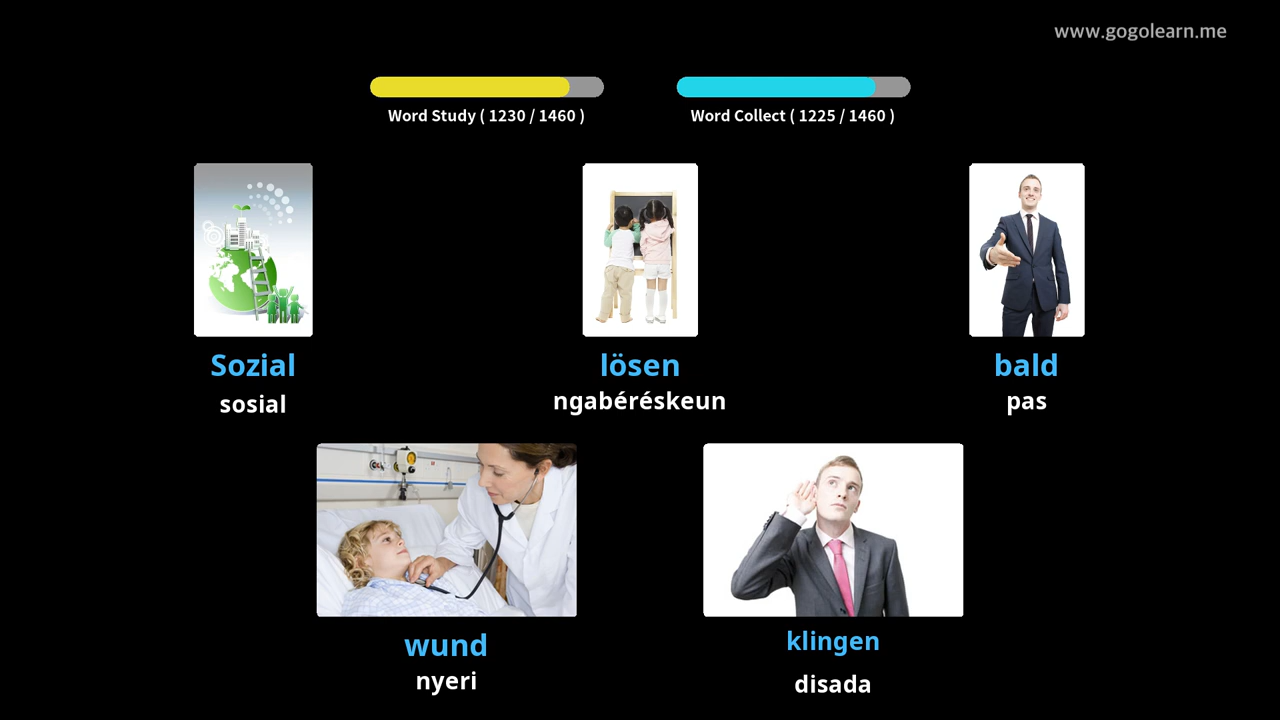 www.gogolearn.me
Word Study ( 1230 / 1460 )
Word Collect ( 1225 / 1460 )
Sozial
sosial
lösen
ngabéréskeun
bald
pas
wund
nyeri
klingen
disada